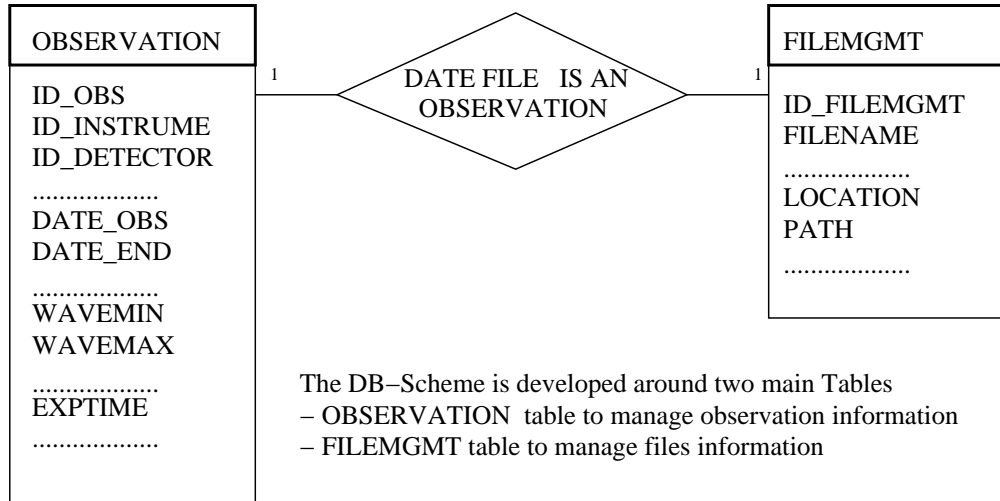 OBSERVATION
ID_OBS
ID_INSTRUME
ID_DETECTOR
...................
DATE_OBS
DATE_END
...................
WAVEMIN
WAVEMAX
...................
EXPTIME
...................
1
DATE FILE IS AN
OBSERVATION
1
FILEMGMT
ID_FILEMGMT
FILENAME
...................
LOCATION
PATH
...................
The DB−Scheme is developed around two main Tables
− OBSERVATION table to manage observation information
− FILEMGMT table to manage files information